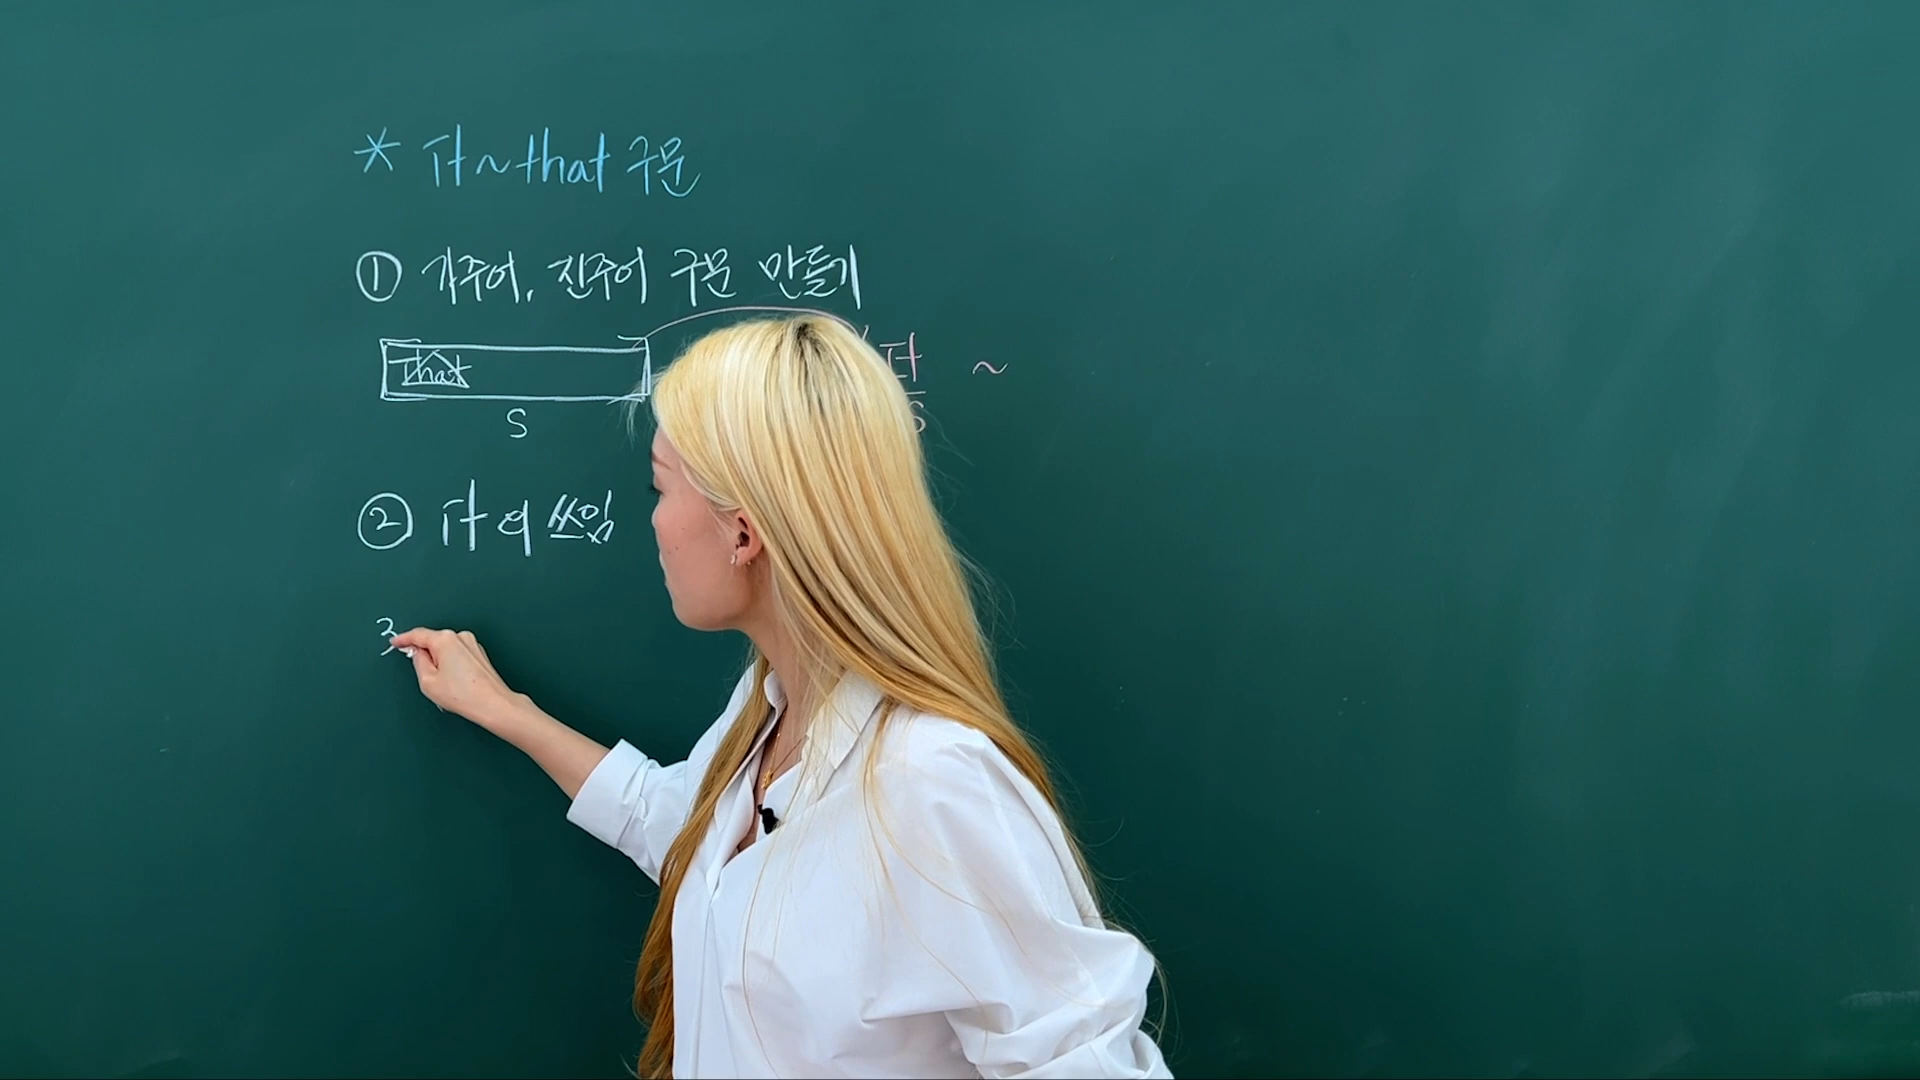 * It ~ that 구문
① 가주어, 진주어 구문 만들기
That It ~
S S
② it의 쓰임
3